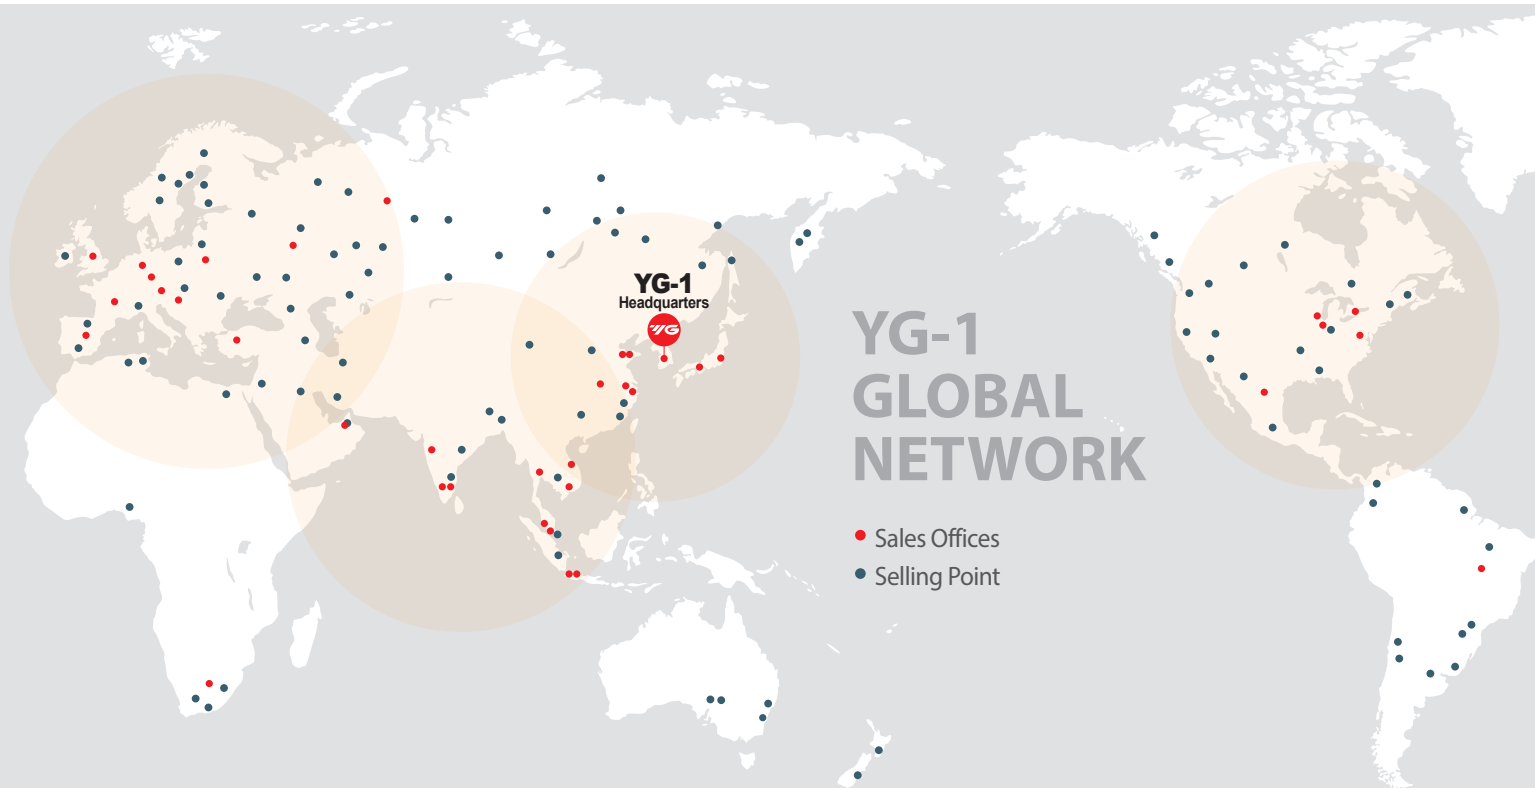 YG-1
Headquarters
YG
YG-1
GLOBAL
NETWORK
Sales Offices
Selling Point